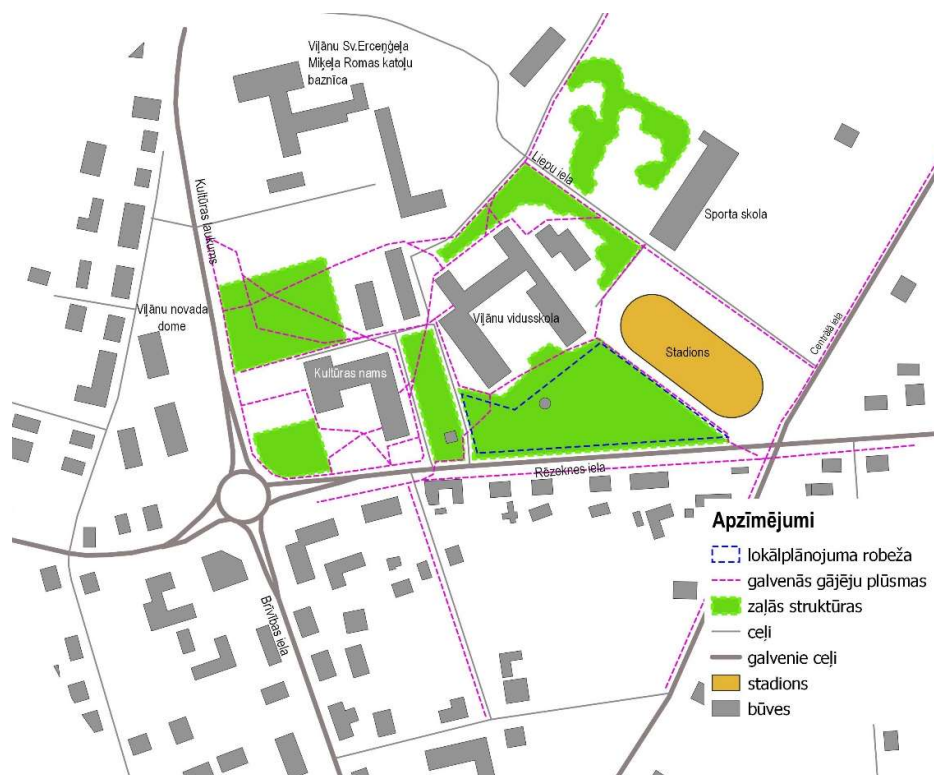 Viļānu Sv.Erceņģeļa
Miķeļa Romas katoļu
baznīca
Liepu iela
Sporta skola
Kultūras laukums
Viļānu novada
dome
Viļānu vidusskola
Centrālā iela
Stadions
Kultūras nams
Rēzeknes iela
Brīvības iela
Apzīmējumi
lokālplānojuma robeža
galvenās gājēju plūsmas
zaļās struktūras
ceļi
galvenie ceļi
stadions
būves